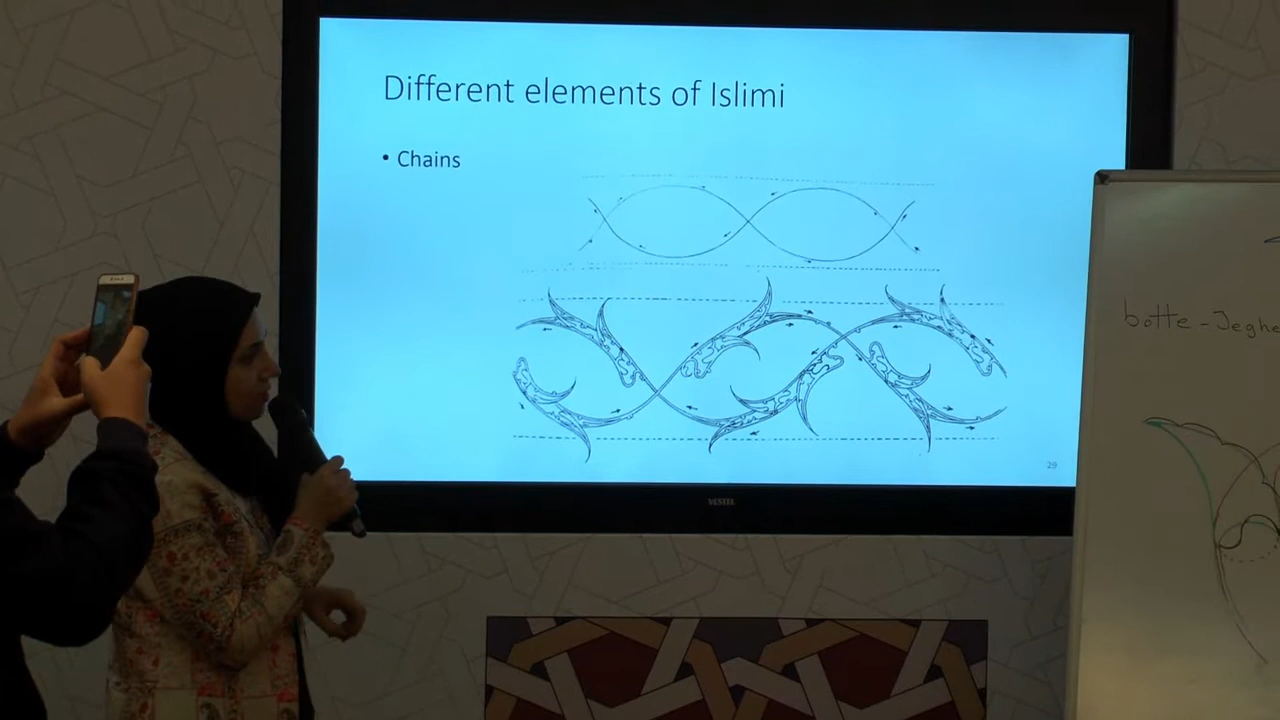 Different elements of Islimi
• Chains
29
VESTEL
botte - Jeghe